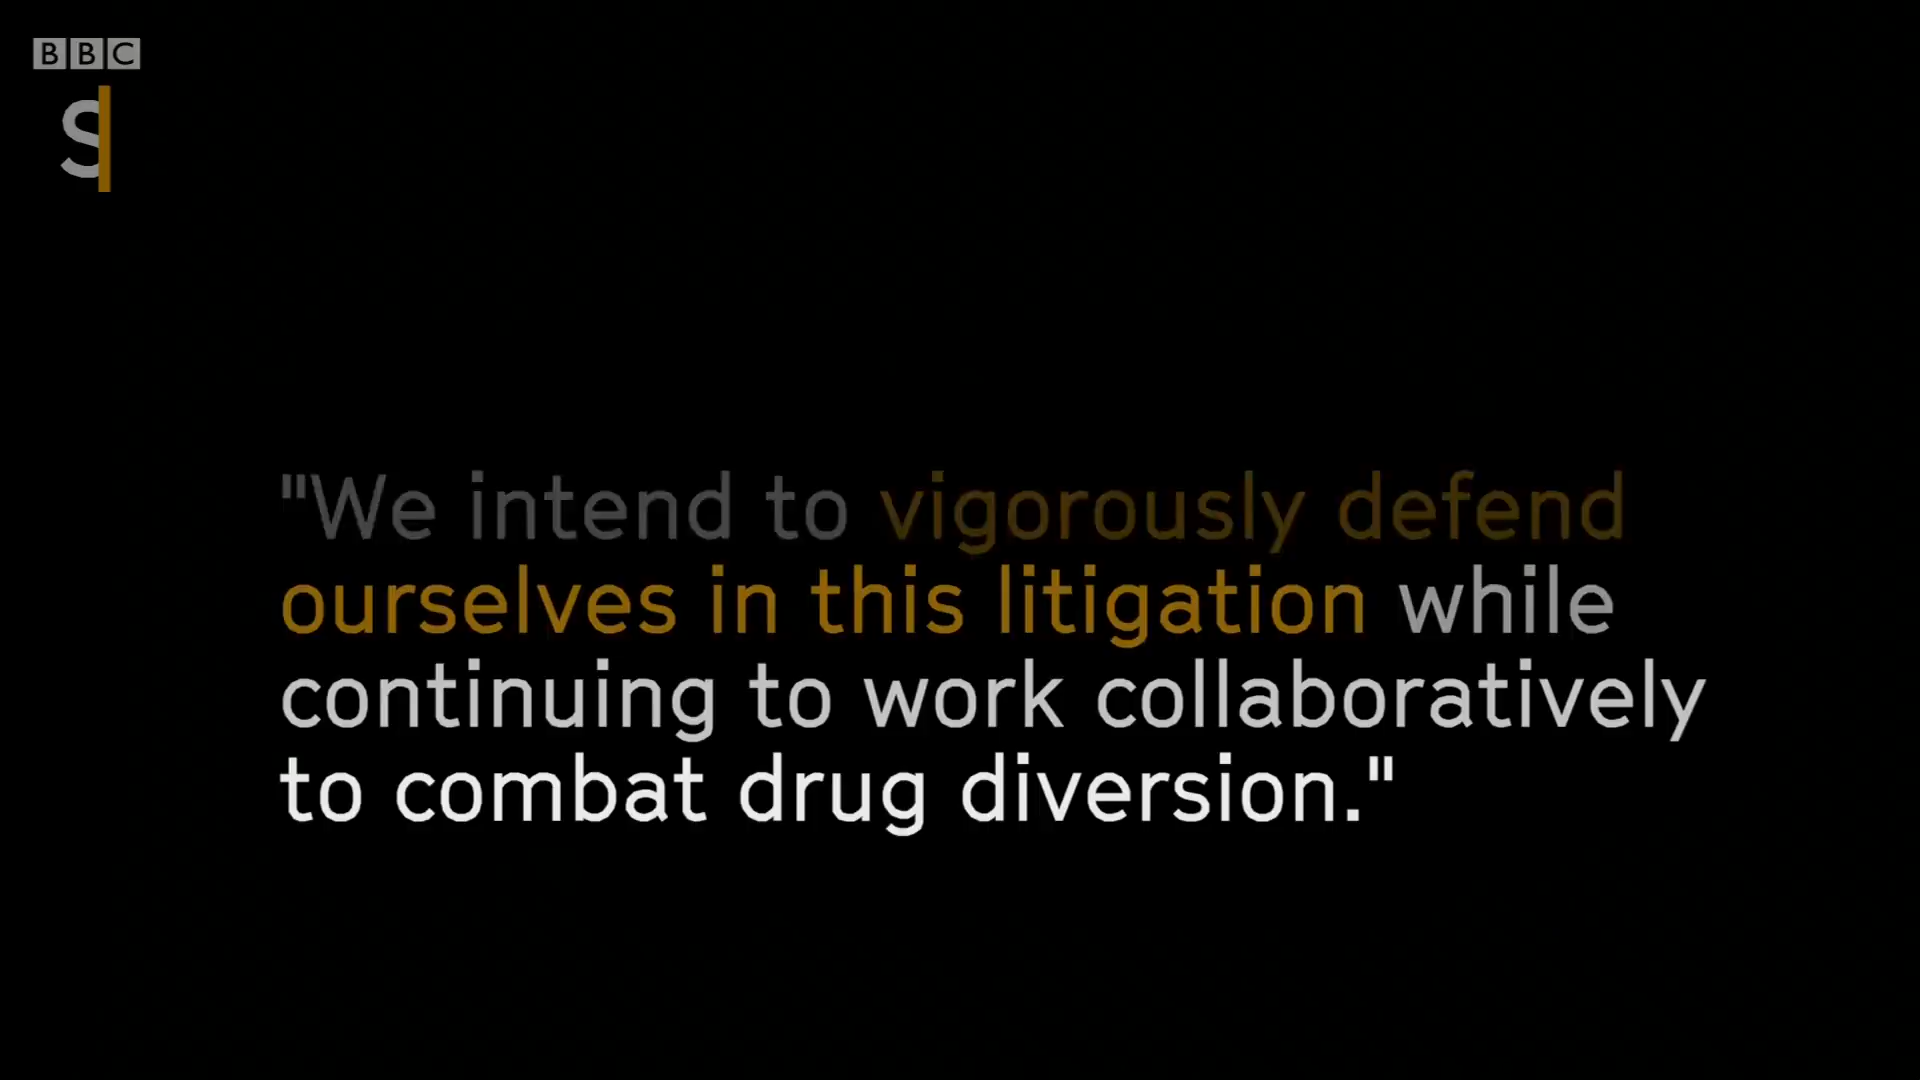 BBC
S
"We intend to vigorously defend
ourselves in this litigation while
continuing to work collaboratively
to combat drug diversion."